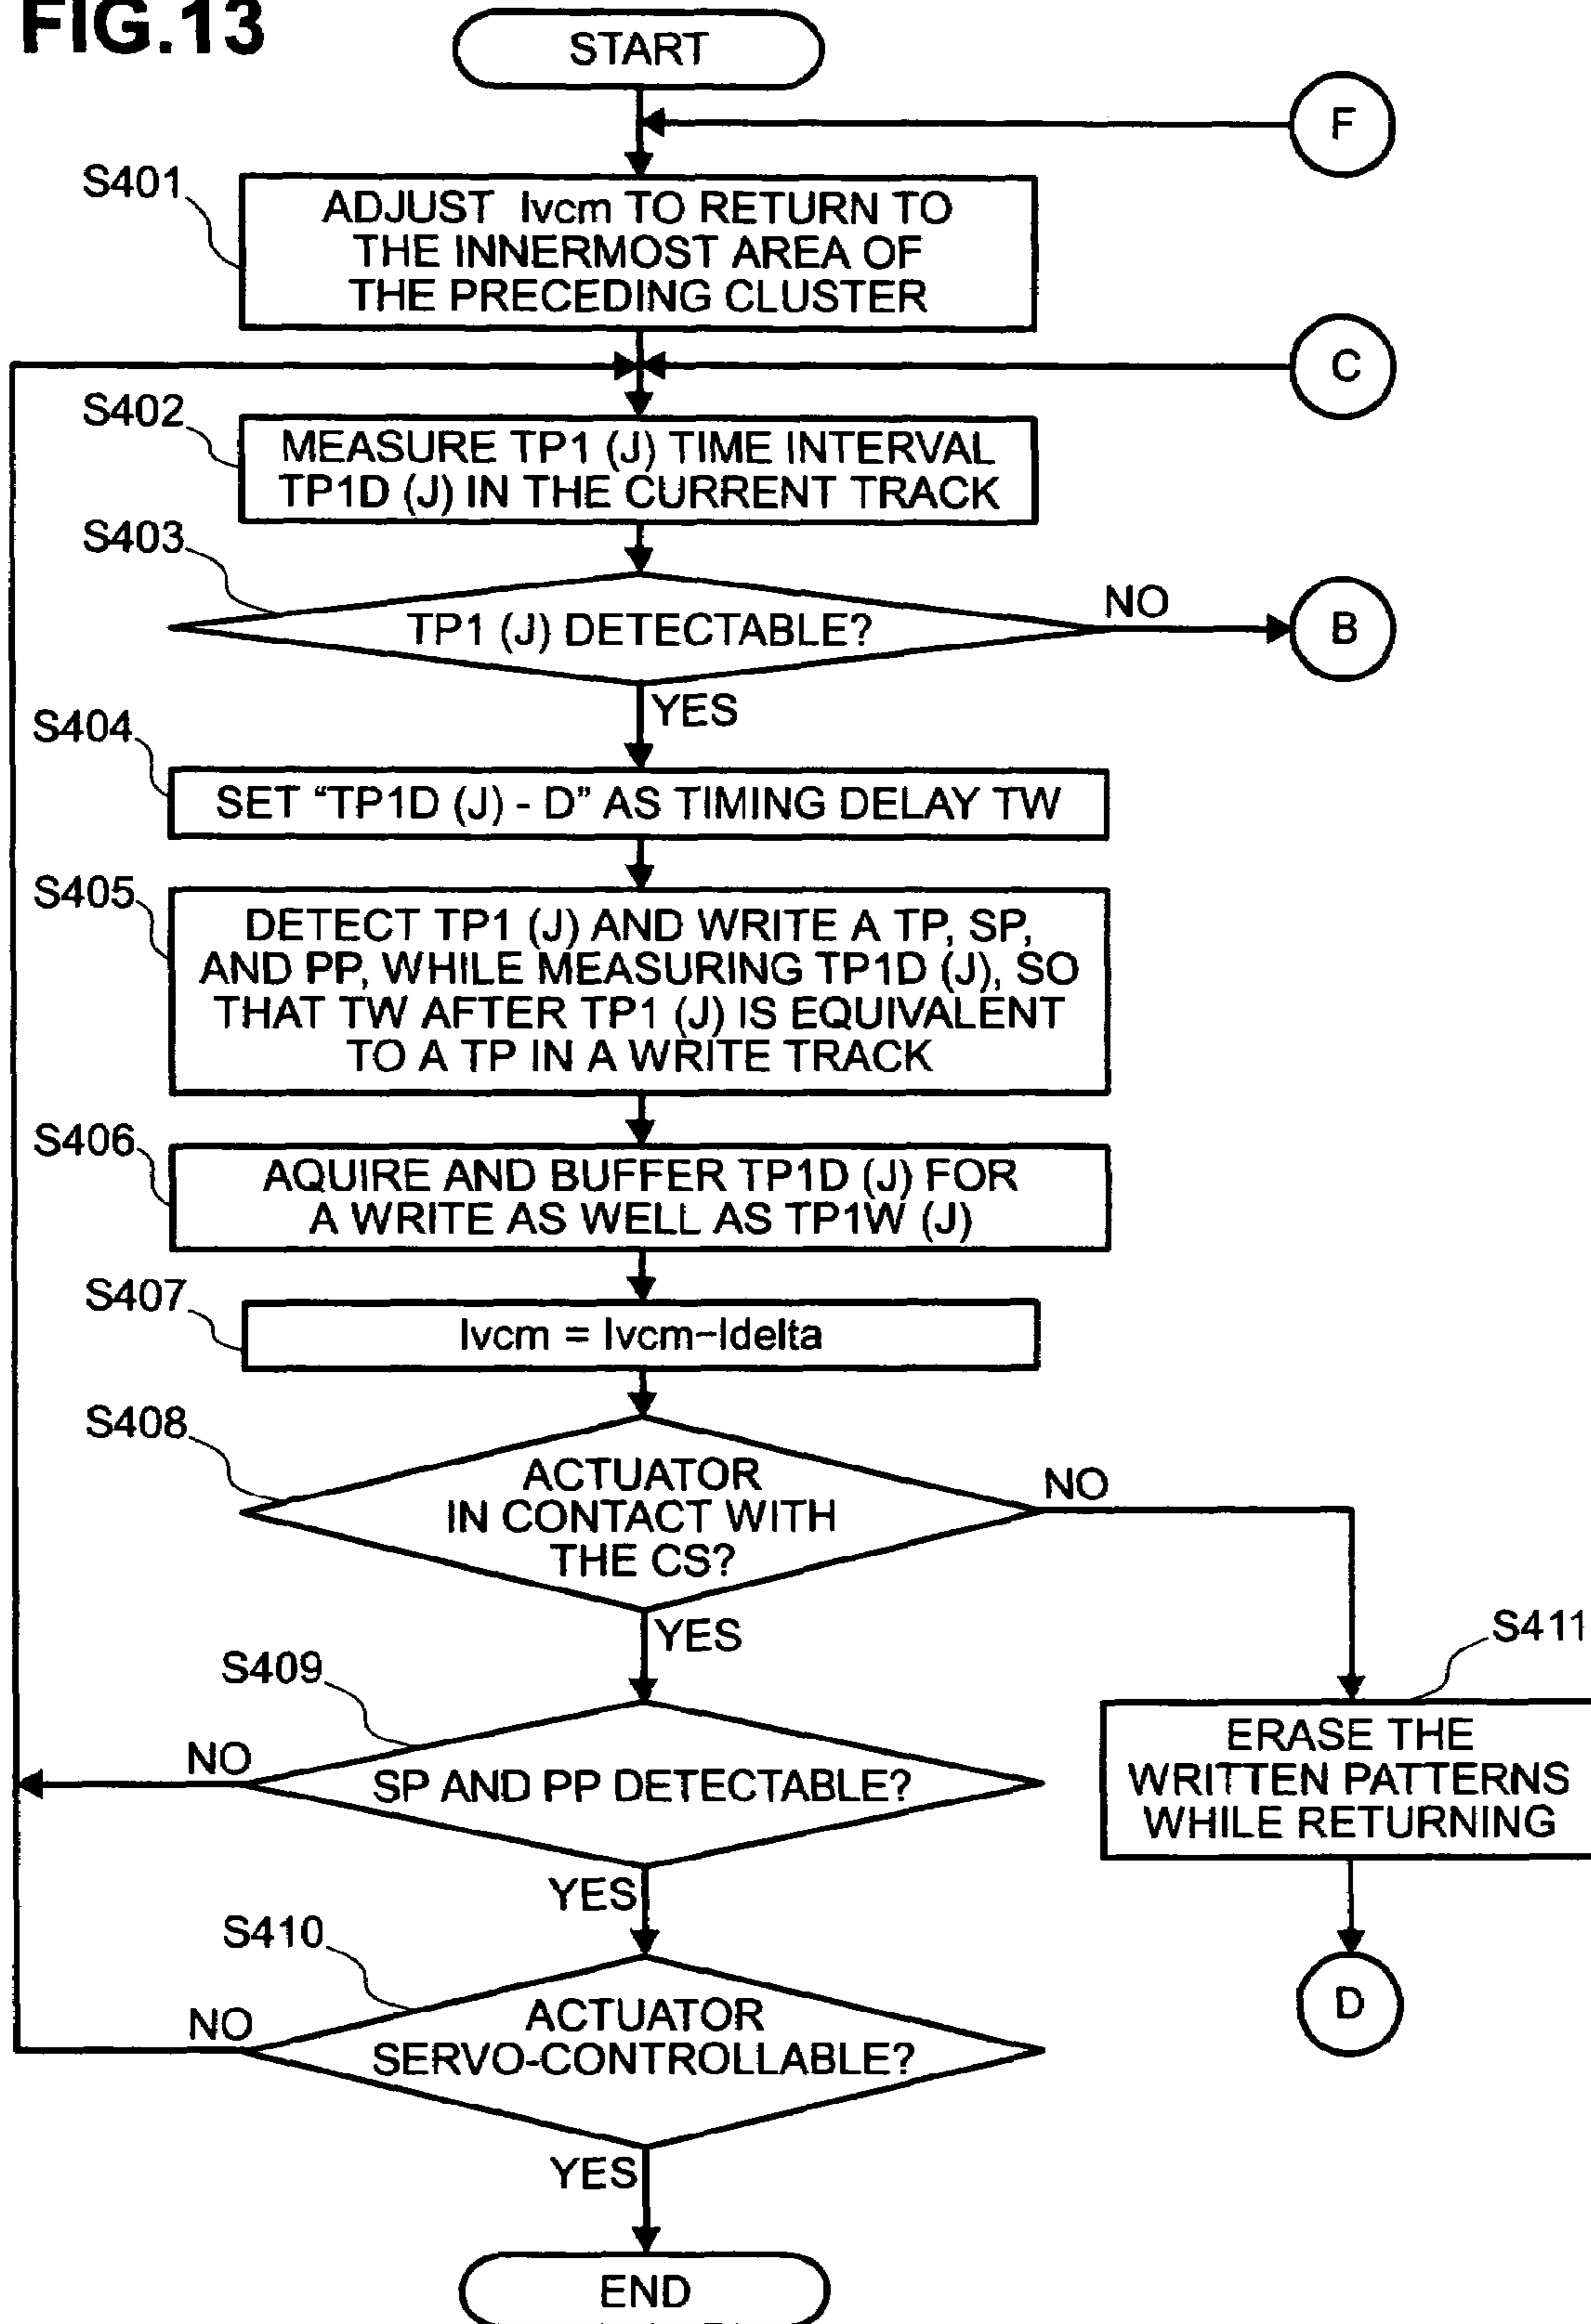 FIG.13
START
F
S401
ADJUST Ivcm TO RETURN TO
THE INNERMOST AREA OF
THE PRECEDING CLUSTER
C
S402
MEASURE TP1 (J) TIME INTERVAL
TP1D (J) IN THE CURRENT TRACK
S403
TP1 (J) DETECTABLE?
NO
B
YES
S404
SET “TP1D (J) - D” AS TIMING DELAY TW
S405
DETECT TP1 (J) AND WRITE A TP, SP,
AND PP, WHILE MEASURING TP1D (J), SO
THAT TW AFTER TP1 (J) IS EQUIVALENT
TO A TP IN A WRITE TRACK
S406
AQUIRE AND BUFFER TP1D (J) FOR
A WRITE AS WELL AS TP1W (J)
S407
Ivcm = Ivcm-Idelta
S408
ACTUATOR
IN CONTACT WITH
THE CS?
NO
YES
S411
ERASE THE
WRITTEN PATTERNS
WHILE RETURNING
D
S409
SP AND PP DETECTABLE?
NO
YES
S410
ACTUATOR
SERVO-CONTROLLABLE?
NO
YES
END